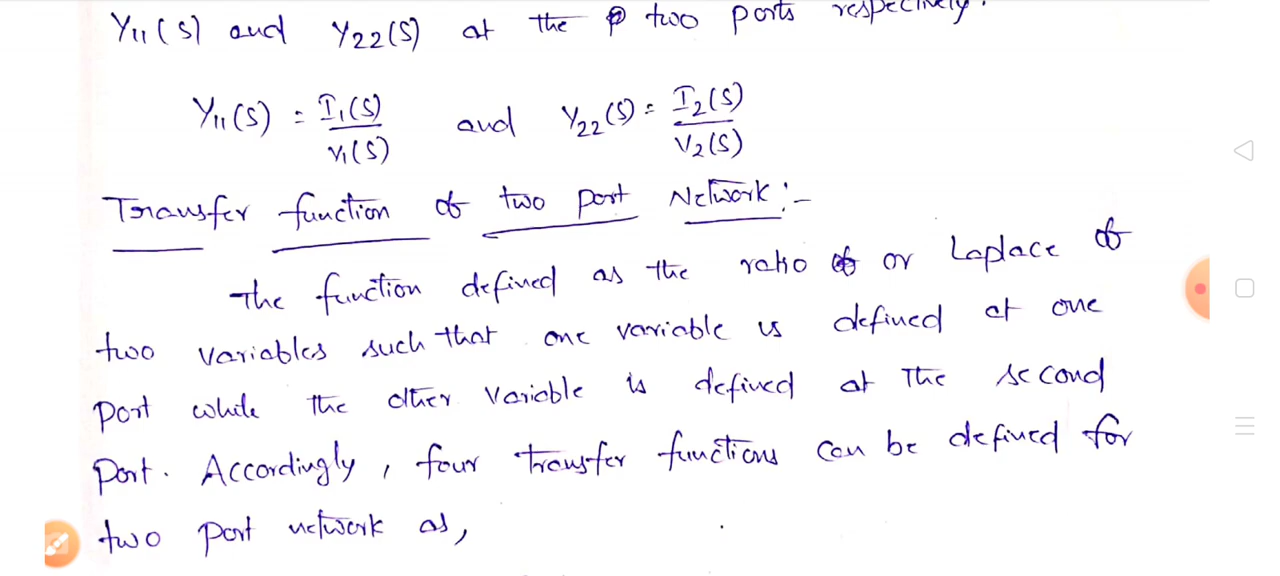 Y11(S) and Y22(S) at the two ports respectively.
Y11(S) = I1(S)/V1(S) and Y22(S) = I2(S)/V2(S)
Transfer function of two port Network :-
The function defined as the ratio of or Laplace of
two variables such that one variable is defined at one
Port while the other variable is defined at the second
Port. Accordingly, four transfer functions can be defined for
two port network as,